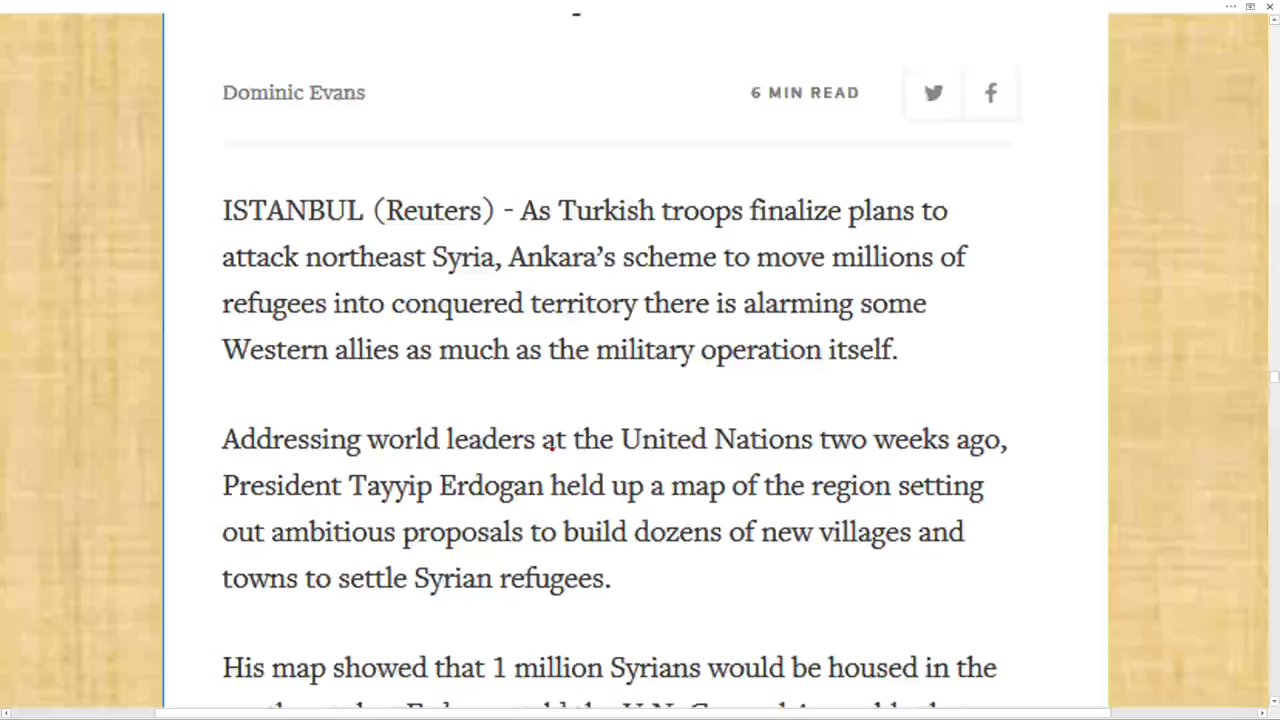 Dominic Evans
6 MIN READ
ISTANBUL (Reuters) - As Turkish troops finalize plans to
attack northeast Syria, Ankara’s scheme to move millions of
refugees into conquered territory there is alarming some
Western allies as much as the military operation itself.
Addressing world leaders at the United Nations two weeks ago,
President Tayyip Erdogan held up a map of the region setting
out ambitious proposals to build dozens of new villages and
towns to settle Syrian refugees.
His map showed that 1 million Syrians would be housed in the